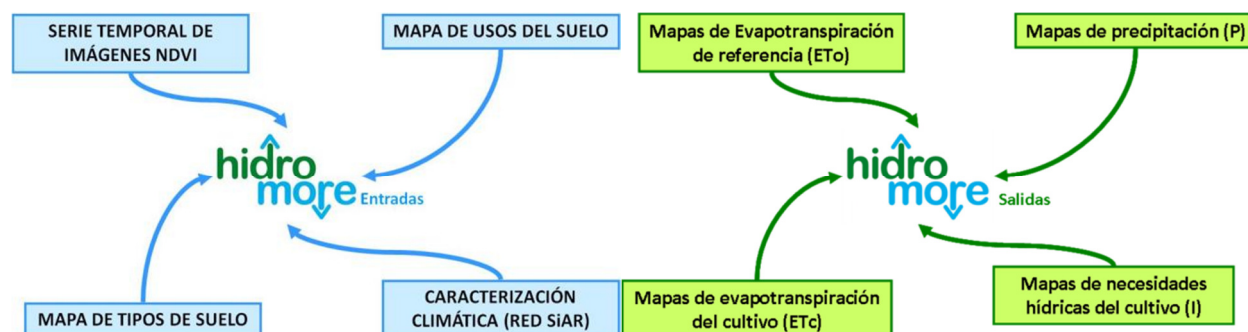 SERIE TEMPORAL DE
IMÁGENES NDVI
MAPA DE USOS DEL SUELO
hidro
more
Entradas
MAPA DE TIPOS DE SUELO
CARACTERIZACIÓN
CLIMÁTICA (RED SiAR)
Mapas de Evapotranspiración
de referencia (ETo)
Mapas de precipitación (P)
hidro
more
Salidas
Mapas de evapotranspiración
del cultivo (ETc)
Mapas de necesidades
hídricas del cultivo (I)